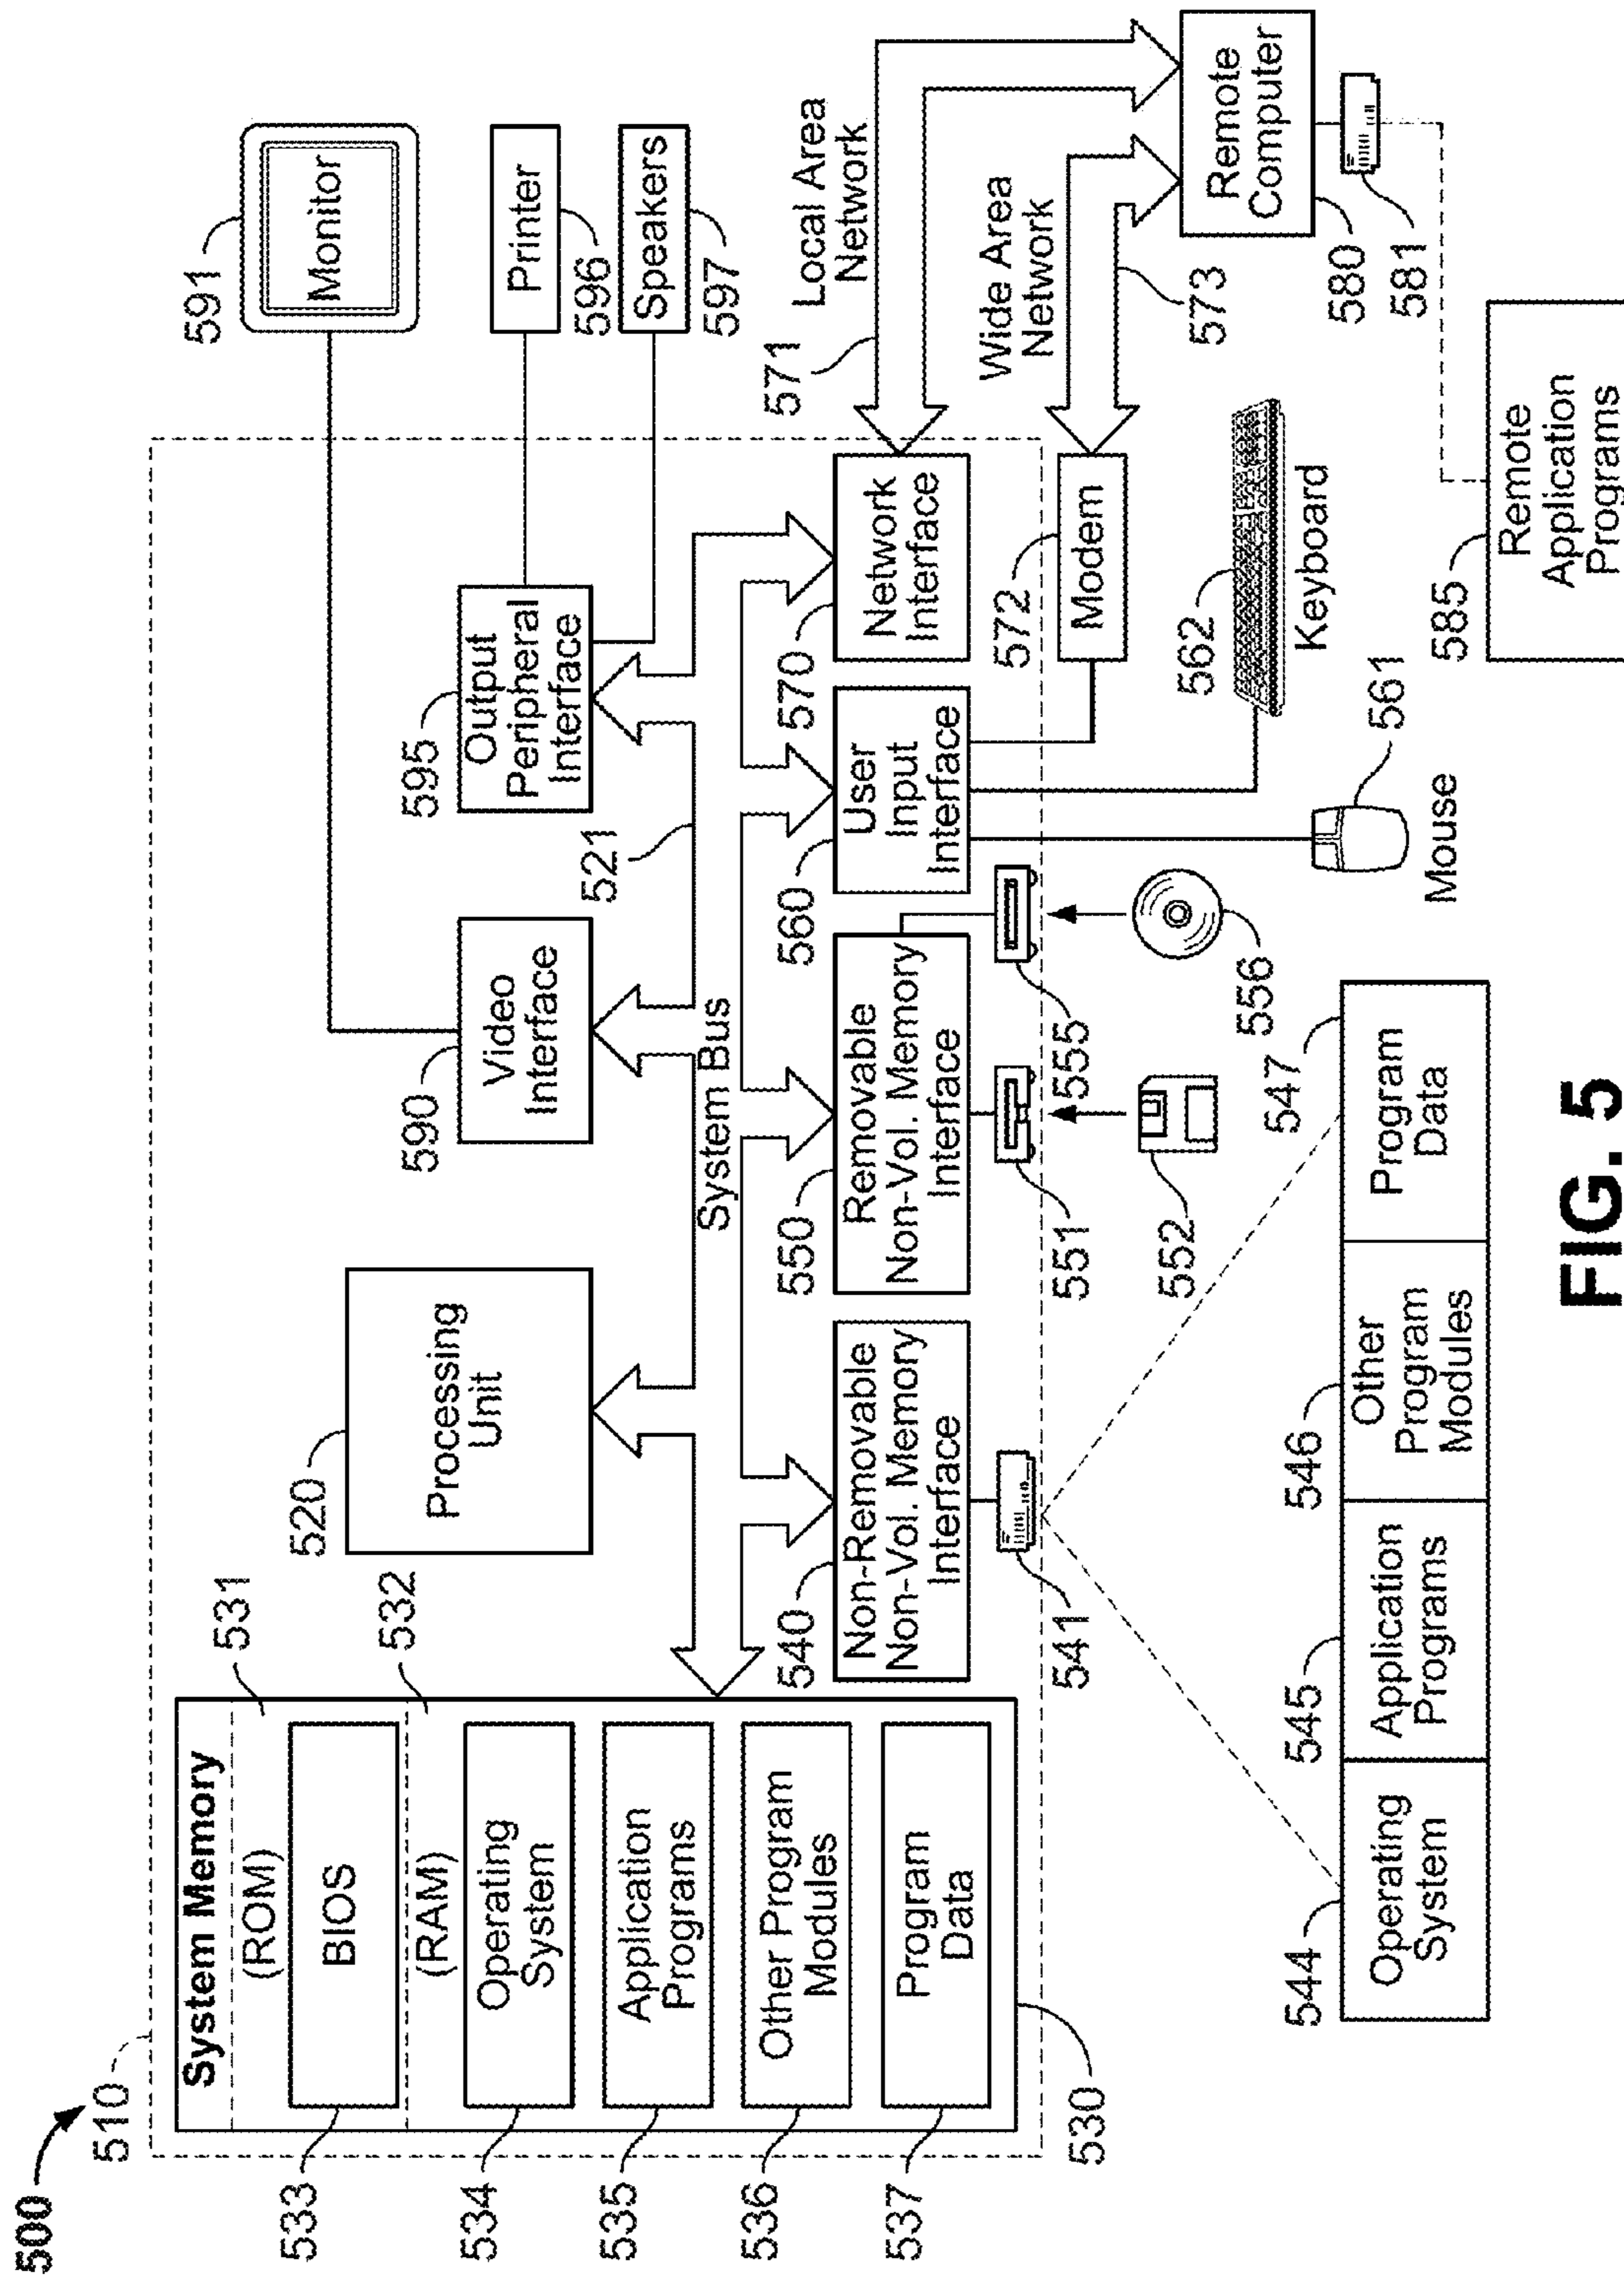 500
510
System Memory
(ROM)
531
BIOS
533
(RAM)
532
Operating
System
534
Application
Programs
535
Other Program
Modules
536
Program
Data
537
530
520
Processing
Unit
590
Video
Interface
595
Output
Peripheral
Interface
591
Monitor
Printer
596
Speakers
597
521
System Bus
540
Non-Removable
Non-Vol. Memory
Interface
550
Removable
Non-Vol. Memory
Interface
560
User
Input
Interface
570
Network
Interface
571
Local Area
Network
Wide Area
Network
573
572
Modem
541
551
555
552
556
Remote
Computer
580
581
562
Keyboard
561
Mouse
544
Operating
System
545
Application
Programs
546
Other
Program
Modules
547
Program
Data
585
Remote
Application
Programs
FIG. 5